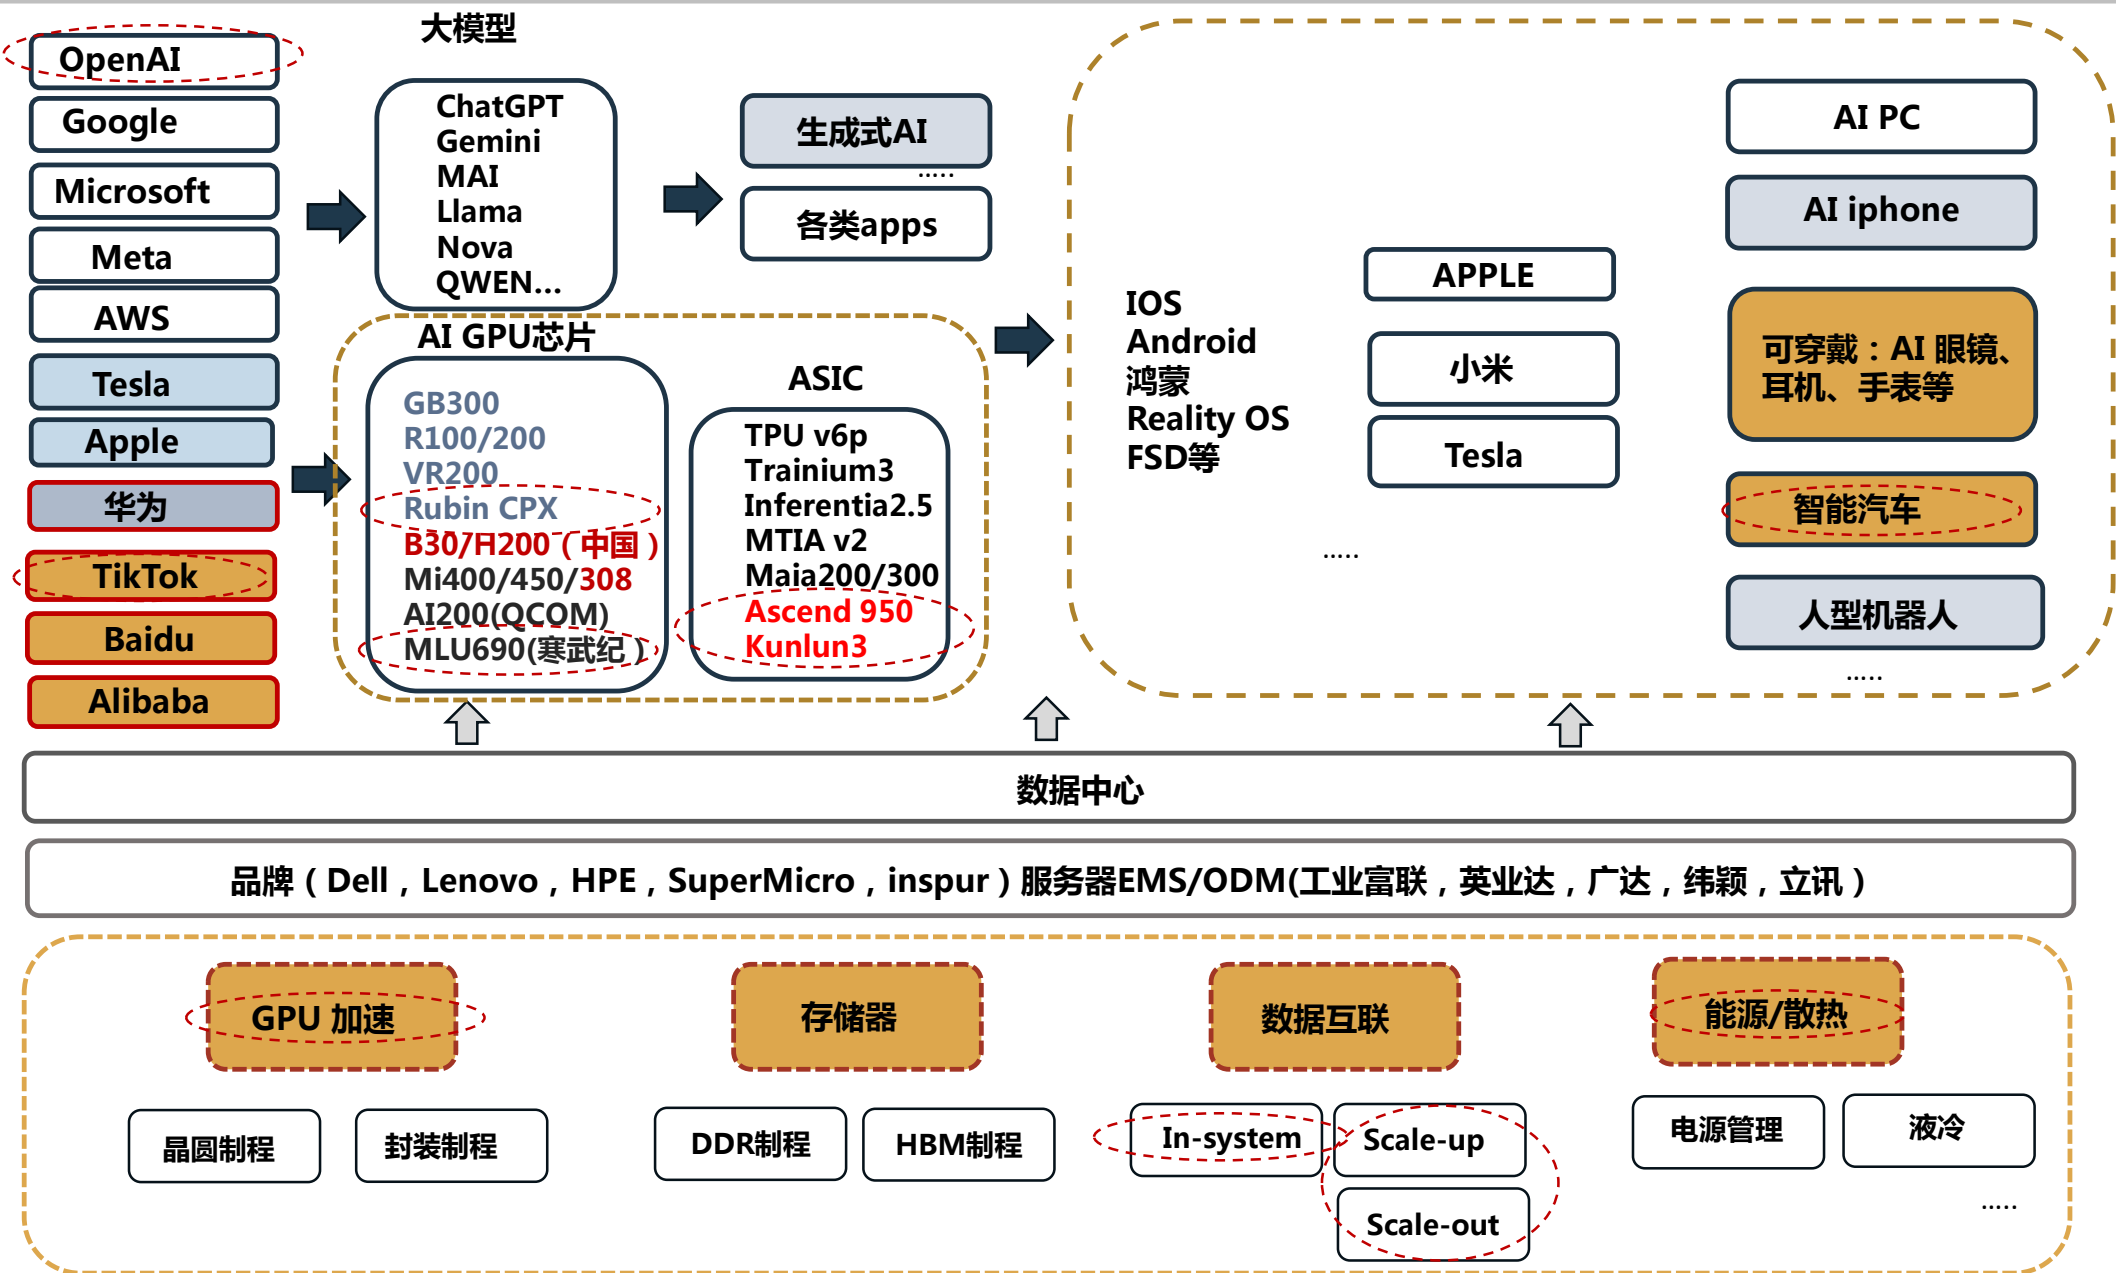 OpenAI
Google
Microsoft
Meta
AWS
Tesla
Apple
华为
TikTok
Baidu
Alibaba
大模型
ChatGPT
Gemini
MAI
Llama
Nova
QWEN...
生成式AI
.....
各类apps
AI GPU芯片
GB300
R100/200
VR200
Rubin CPX
B30/H200（中国）
Mi400/450/308
AI200(QCOM)
MLU690(寒武纪）
ASIC
TPU v6p
Trainium3
Inferentia2.5
MTIA v2
Maia200/300
Ascend 950
Kunlun3
IOS
Android
鸿蒙
Reality OS
FSD等
APPLE
小米
Tesla
.....
AI PC
AI iphone
可穿戴：AI 眼镜、
耳机、手表等
智能汽车
人型机器人
.....
数据中心
品牌（Dell，Lenovo，HPE，SuperMicro，inspur）服务器EMS/ODM(工业富联，英业达，广达，纬颖，立讯）
GPU 加速
存储器
数据互联
能源/散热
晶圆制程
封装制程
DDR制程
HBM制程
In-system
Scale-up
Scale-out
电源管理
液冷
.....